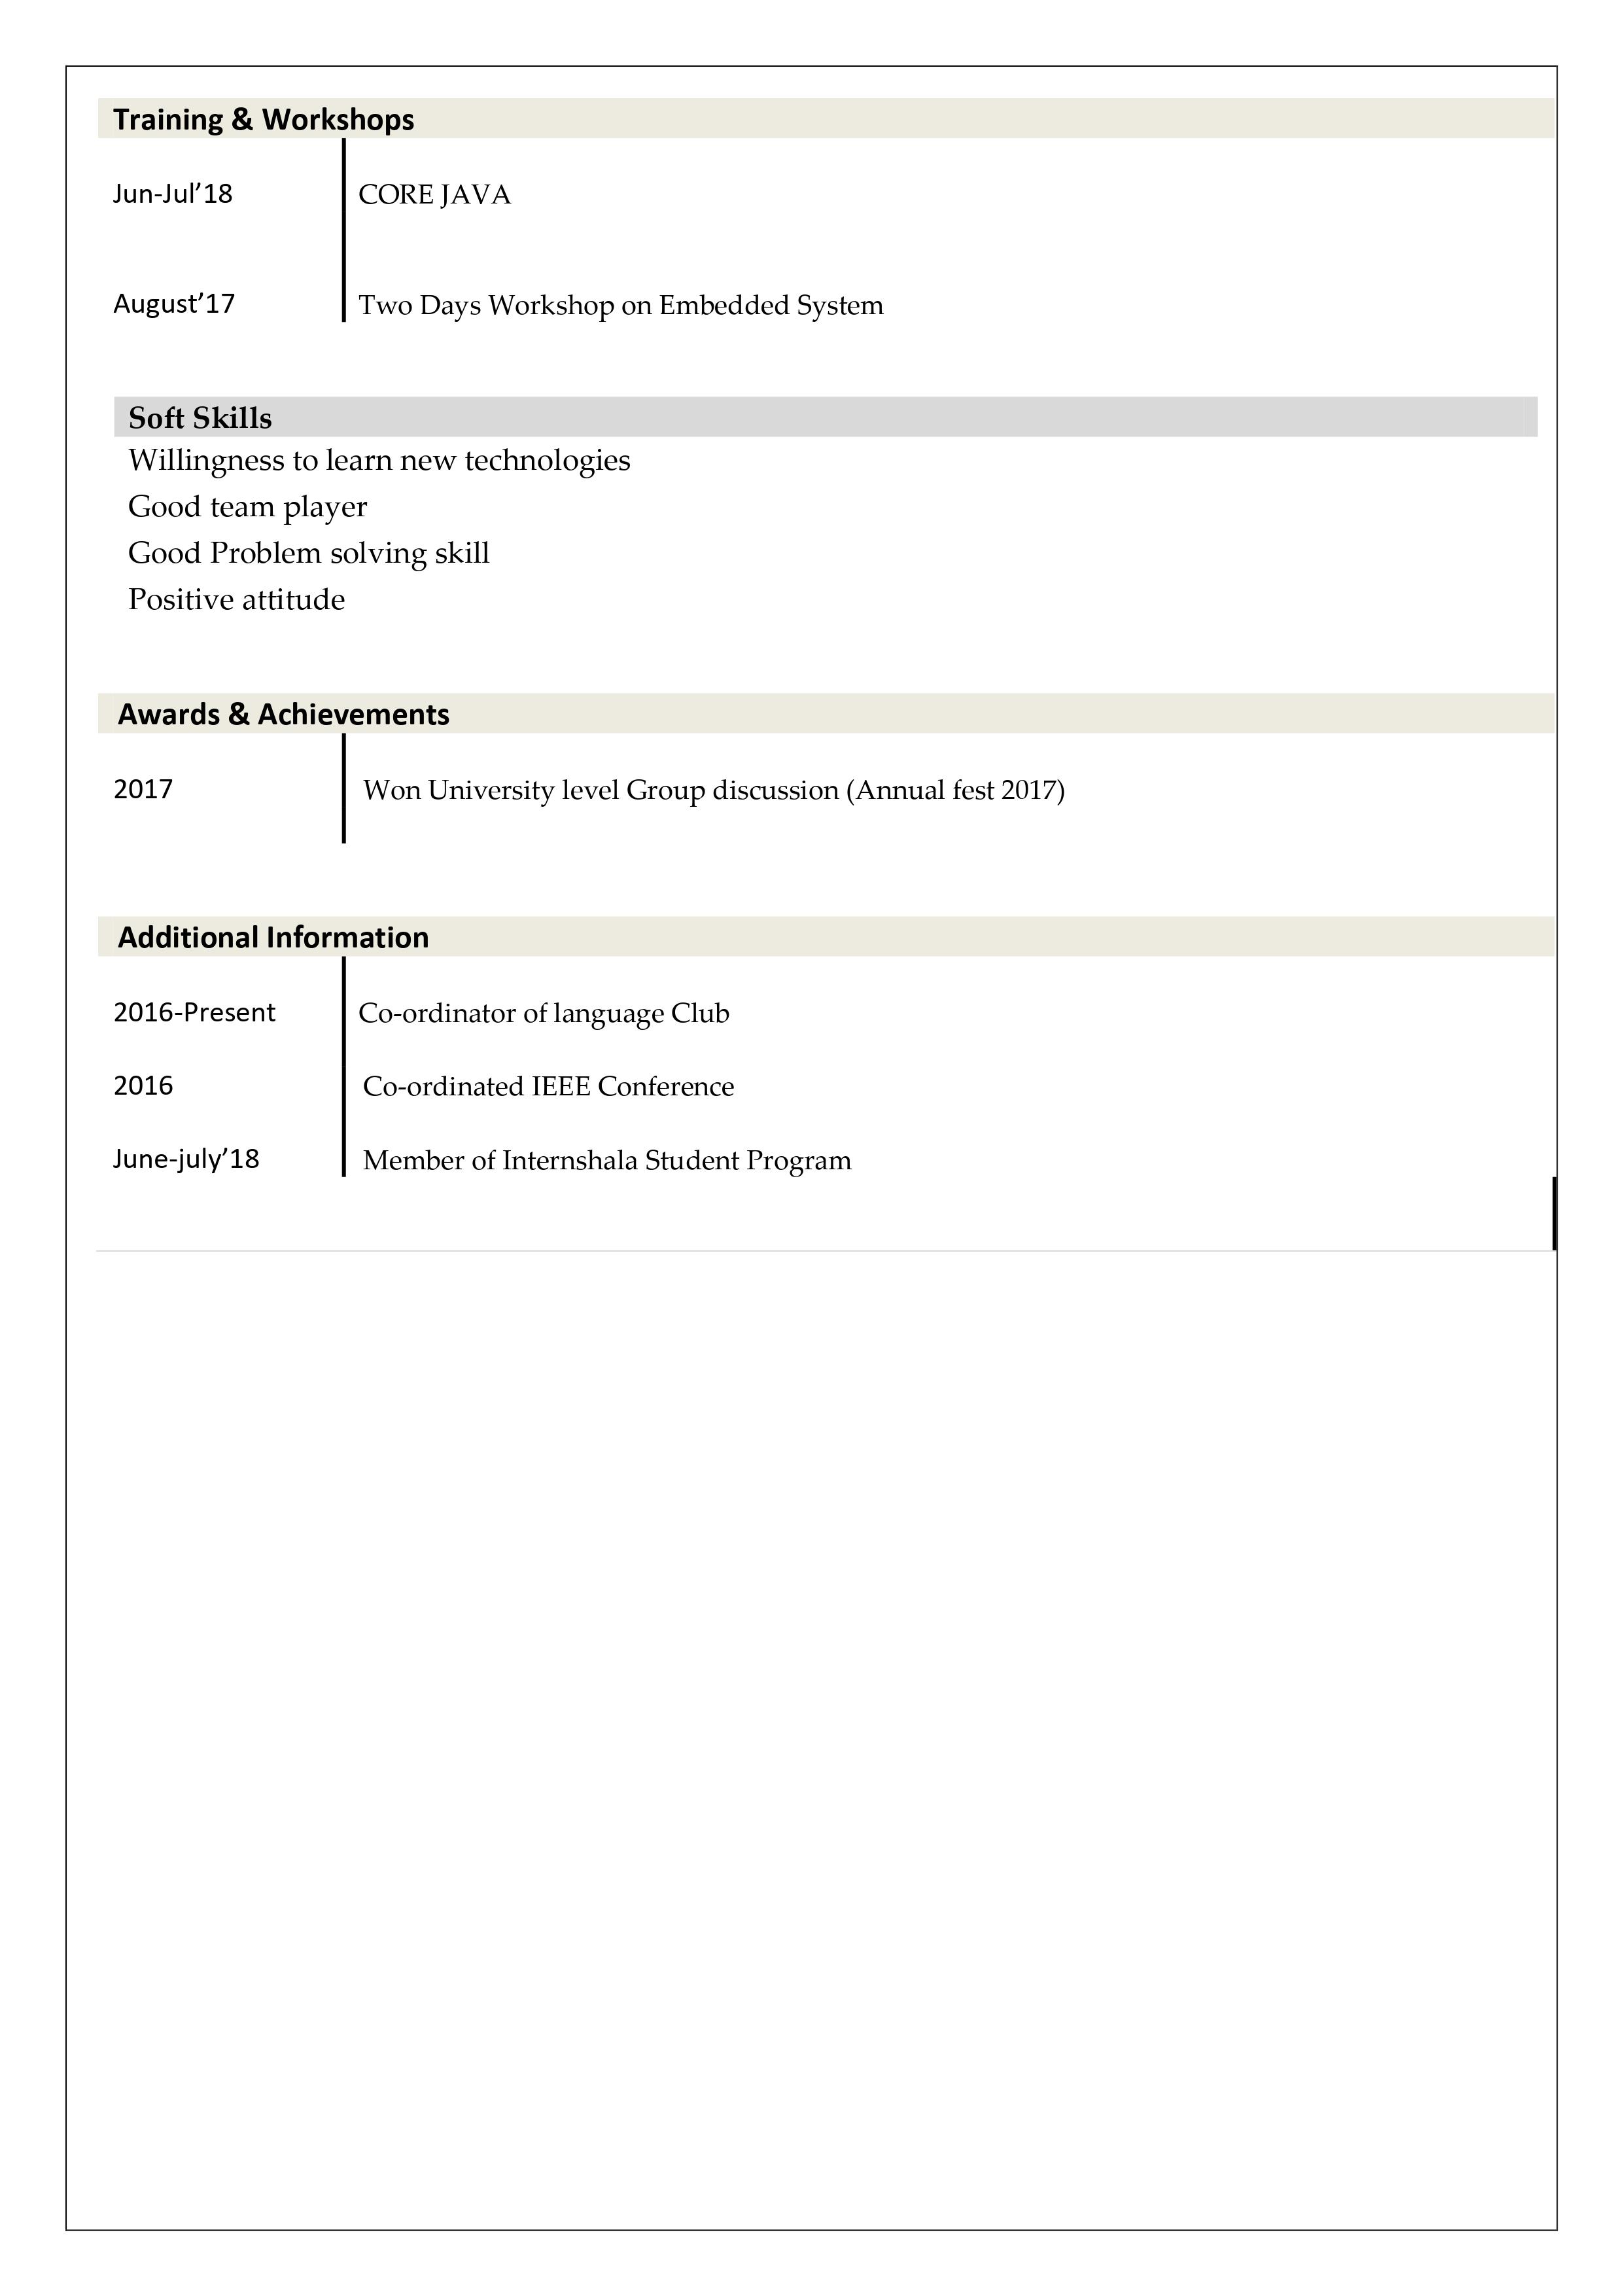 Training & Workshops
Jun-Jul’18 CORE JAVA
August’17 Two Days Workshop on Embedded System
Soft Skills
Willingness to learn new technologies
Good team player
Good Problem solving skill
Positive attitude
Awards & Achievements
2017 Won University level Group discussion (Annual fest 2017)
Additional Information
2016-Present Co-ordinator of language Club
2016 Co-ordinated IEEE Conference
June-july’18 Member of Internshala Student Program